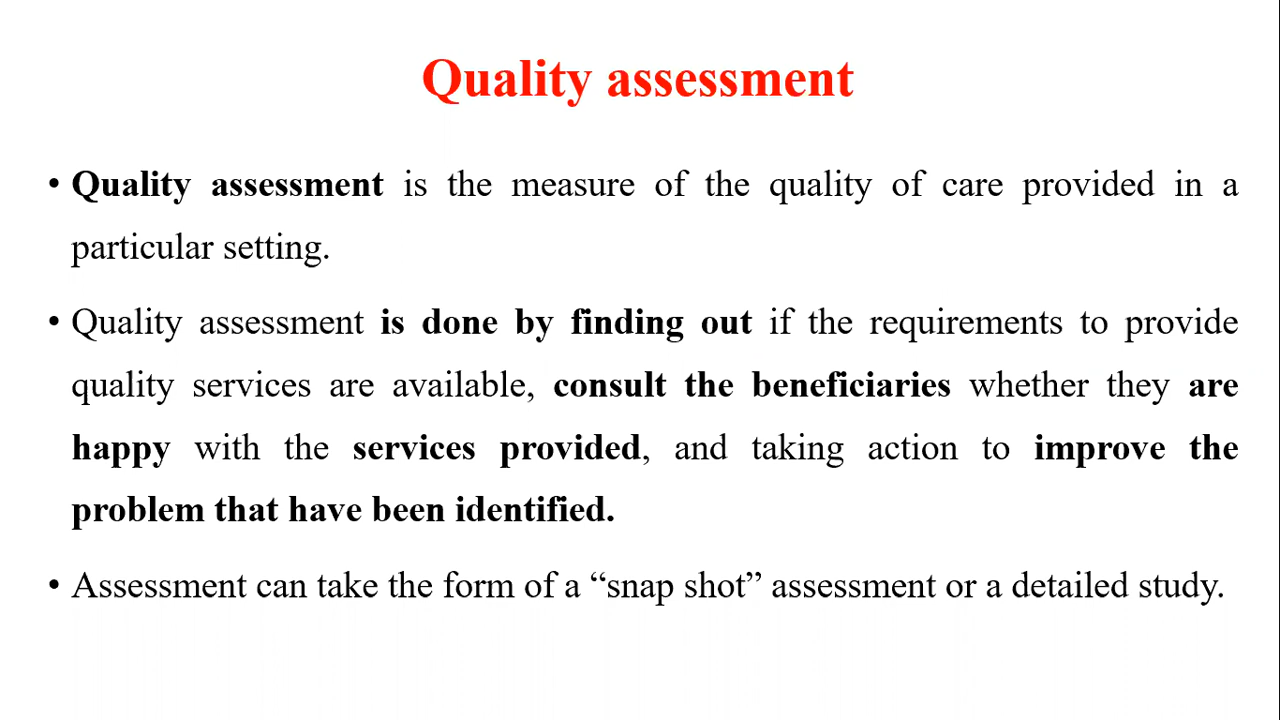 Quality assessment
• Quality assessment is the measure of the quality of care provided in a
particular setting.
• Quality assessment is done by finding out if the requirements to provide
quality services are available, consult the beneficiaries whether they are
happy with the services provided, and taking action to improve the
problem that have been identified.
• Assessment can take the form of a “snap shot” assessment or a detailed study.